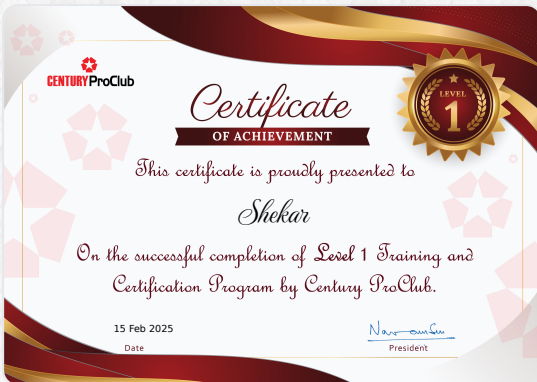 CENTURY ProClub
Certificate
OF ACHIEVEMENT
LEVEL
1
This certificate is proudly presented to
Shekar
On the successful completion of Level 1 Training and
Certification Program by Century ProClub.
15 Feb 2025
Date
President